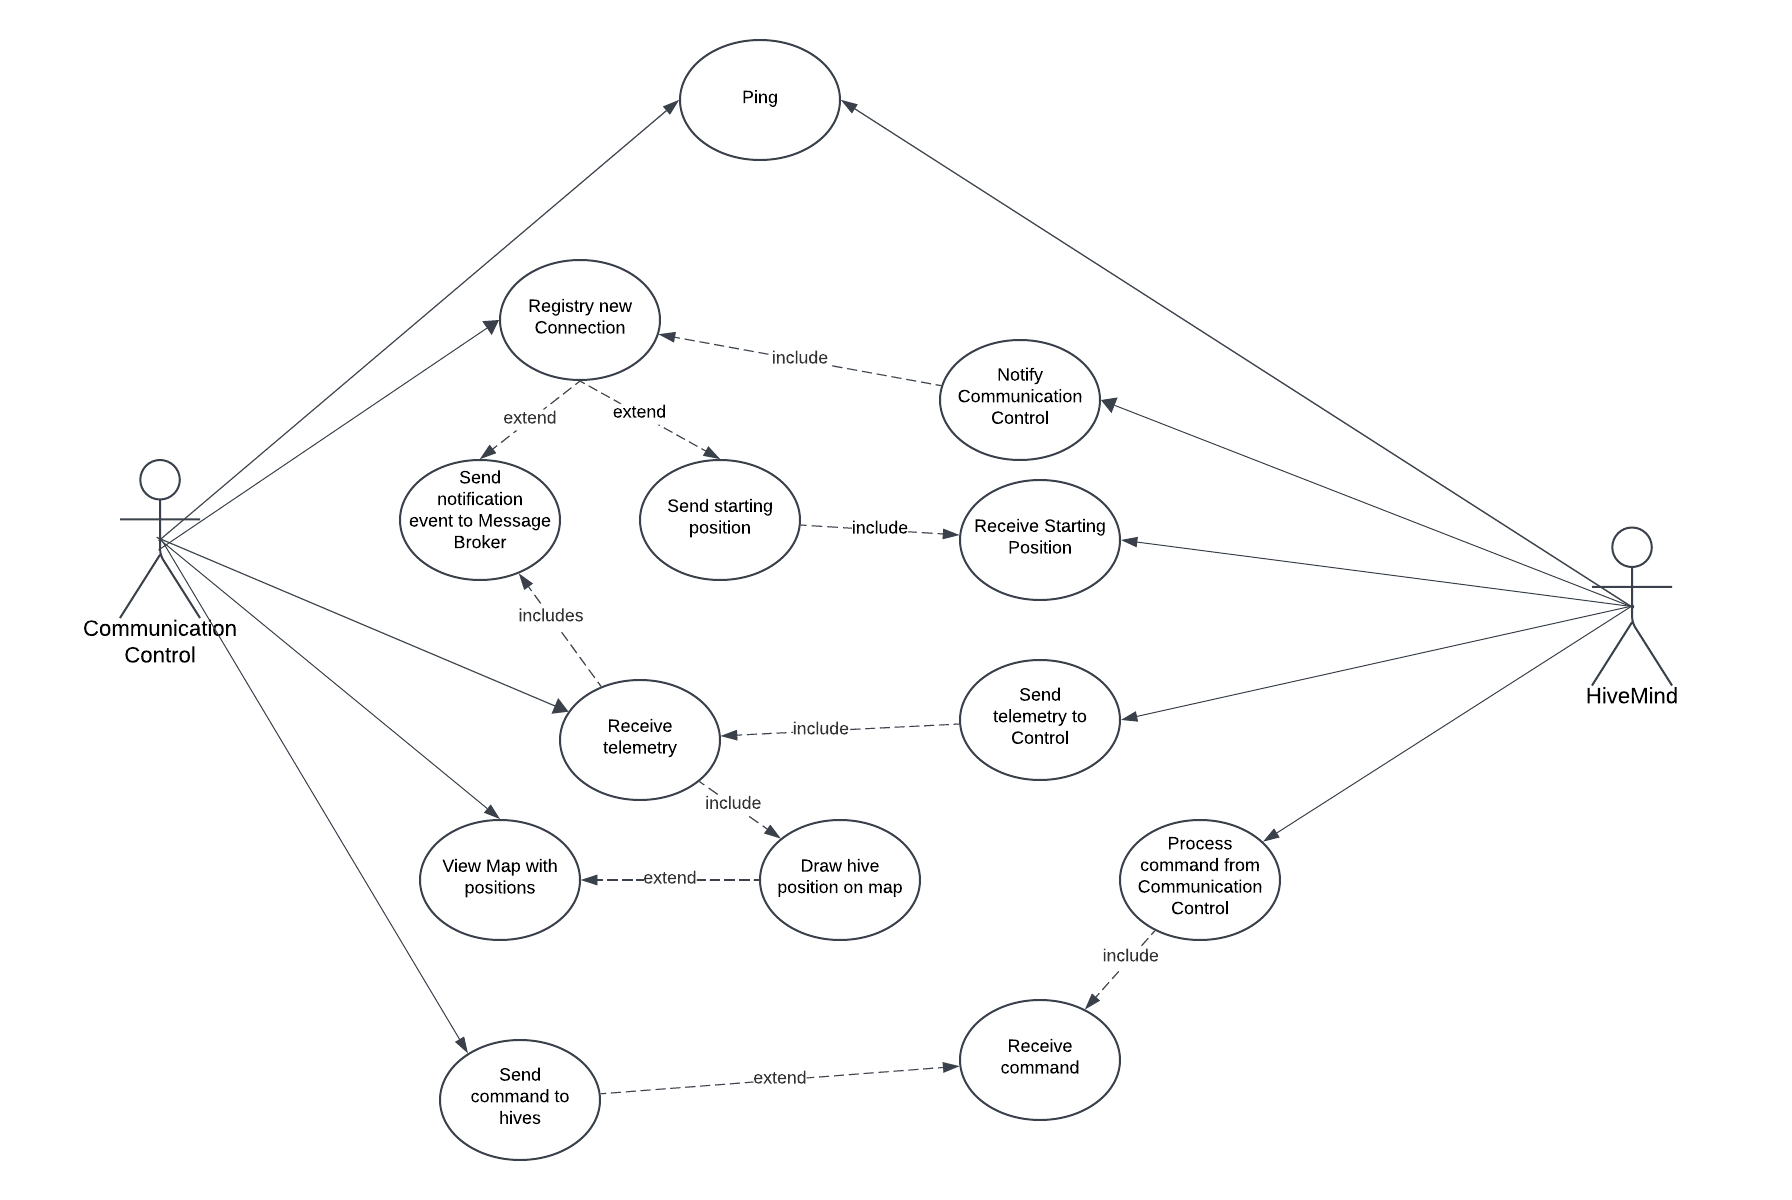 Ping
Registry new
Connection
include
Notify
Communication
Control
extend
extend
Send
notification
event to Message
Broker
Send starting
position
include
Receive Starting
Position
Communication
Control
includes
HiveMind
Receive
telemetry
include
Send
telemetry to
Control
include
View Map with
positions
extend
Draw hive
position on map
Process
command from
Communication
Control
include
Receive
command
extend
Send
command to
hives